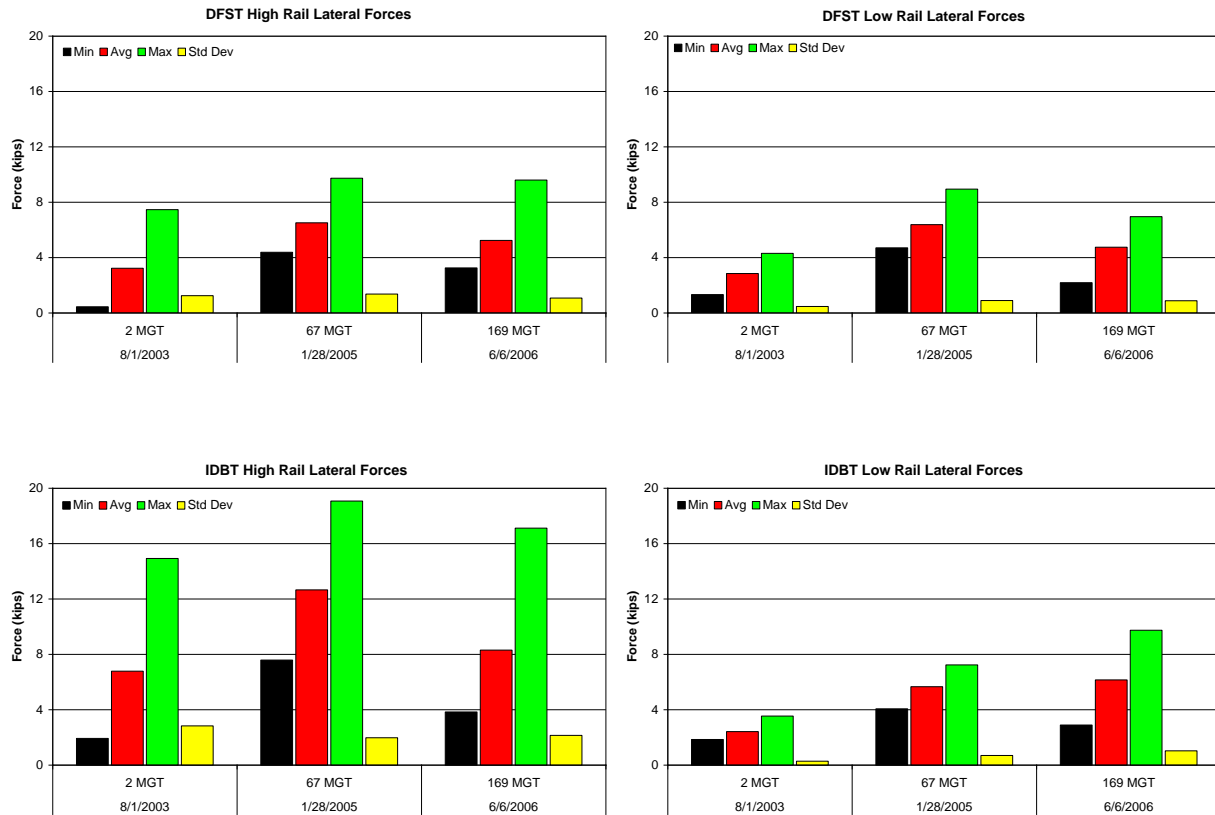 DFST High Rail Lateral Forces
20
16
12
8
4
0
Force (kips)
Min Avg Max Std Dev
2 MGT 67 MGT 169 MGT
8/1/2003 1/28/2005 6/6/2006
DFST Low Rail Lateral Forces
20
16
12
8
4
0
Force (kips)
Min Avg Max Std Dev
2 MGT 67 MGT 169 MGT
8/1/2003 1/28/2005 6/6/2006
IDBT High Rail Lateral Forces
20
16
12
8
4
0
Force (kips)
Min Avg Max Std Dev
2 MGT 67 MGT 169 MGT
8/1/2003 1/28/2005 6/6/2006
IDBT Low Rail Lateral Forces
20
16
12
8
4
0
Force (kips)
Min Avg Max Std Dev
2 MGT 67 MGT 169 MGT
8/1/2003 1/28/2005 6/6/2006